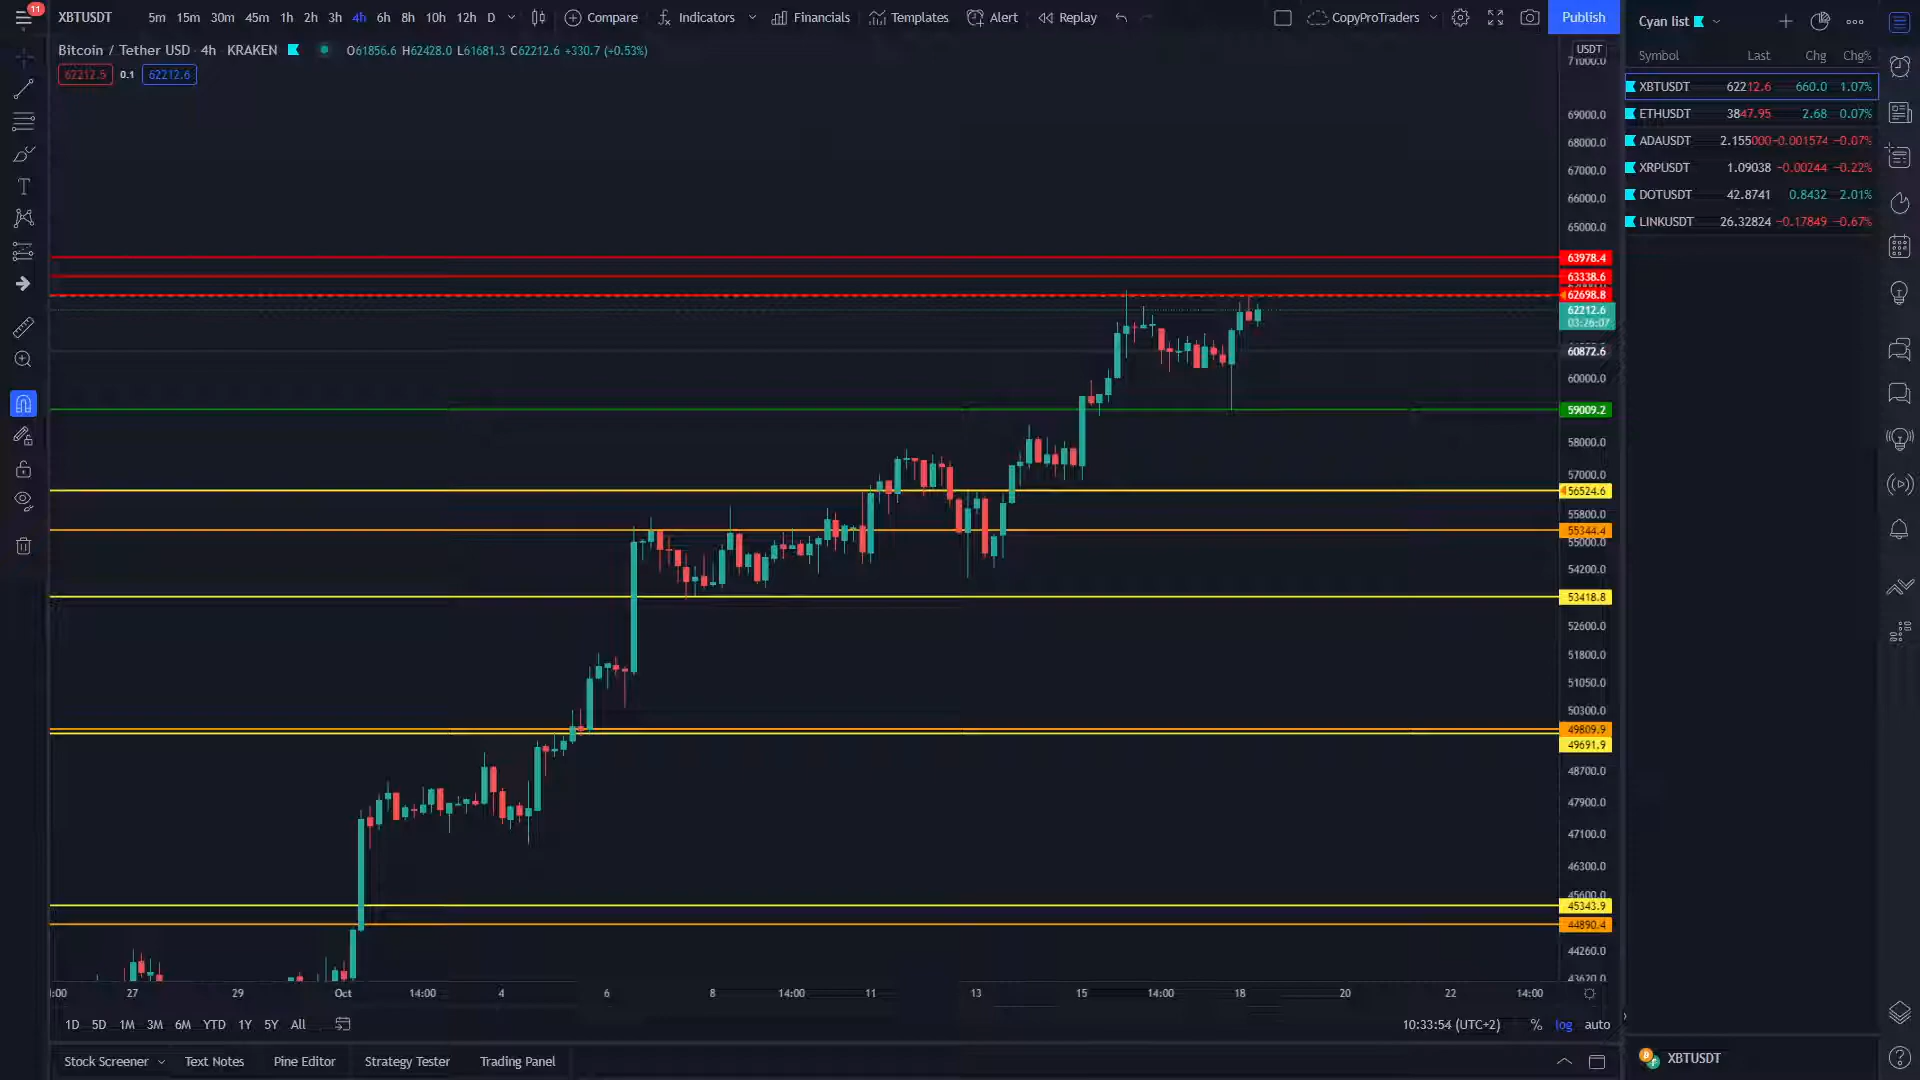 11
XBTUSDT 5m 15m 30m 45m 1h 2h 3h 4h 6h 8h 10h 12h D Compare Indicators Financials Templates Alert Replay CopyProTraders Publish
Bitcoin / Tether USD · 4h · KRAKEN O61856.6 H62428.0 L61681.3 C62212.6 +330.7 (+0.53%)
62212.5 0.1 62212.6
USDT
71000.0
69000.0
68000.0
67000.0
66000.0
65000.0
63978.4
63338.6
62698.8
62212.6
03:26:07
60872.6
60000.0
59009.2
58000.0
57000.0
56524.6
55800.0
55344.4
55000.0
54200.0
53418.8
52600.0
51800.0
51050.0
50300.0
49809.9
49691.9
48700.0
47900.0
47100.0
46300.0
45600.0
45343.9
44890.4
44260.0
43620.0
:00 27 29 Oct 14:00 4 6 8 14:00 11 13 15 14:00 18 20 22 14:00
1D 5D 1M 3M 6M YTD 1Y 5Y All 10:33:54 (UTC+2) % log auto
Stock Screener Text Notes Pine Editor Strategy Tester Trading Panel
Cyan list
Symbol Last Chg Chg%
XBTUSDT 62212.6 660.0 1.07%
ETHUSDT 3847.95 2.68 0.07%
ADAUSDT 2.155000 −0.001574 −0.07%
XRPUSDT 1.09038 −0.00244 −0.22%
DOTUSDT 42.8741 0.8432 2.01%
LINKUSDT 26.32824 −0.17849 −0.67%
XBTUSDT